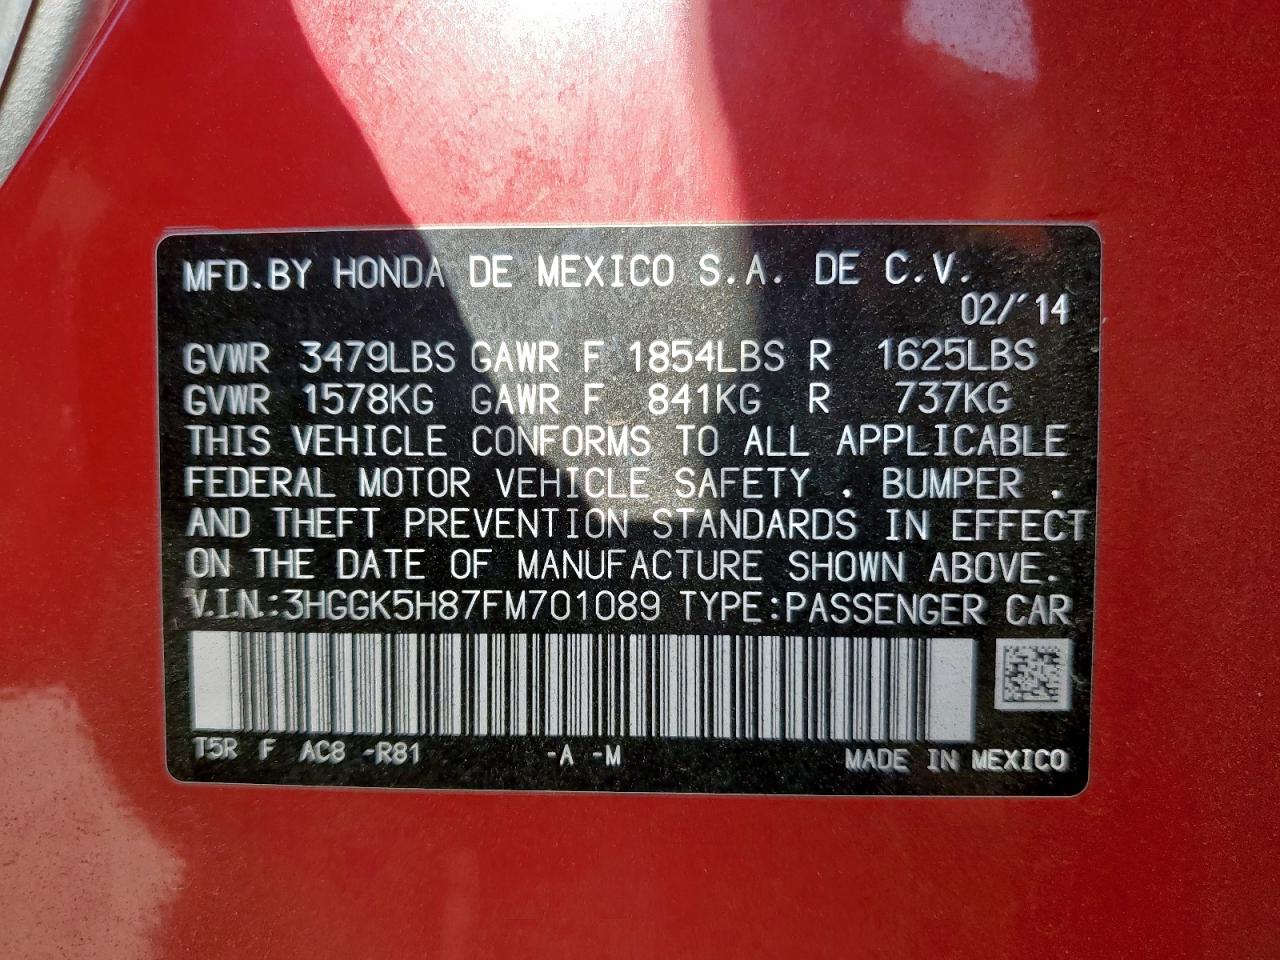 MFD.BY HONDA DE MEXICO S.A. DE C.V.
02/'14
GVWR 3479LBS GAWR F 1854LBS R 1625LBS
GVWR 1578KG GAWR F 841KG R 737KG
THIS VEHICLE CONFORMS TO ALL APPLICABLE
FEDERAL MOTOR VEHICLE SAFETY . BUMPER .
AND THEFT PREVENTION STANDARDS IN EFFECT
ON THE DATE OF MANUFACTURE SHOWN ABOVE.
V.I.N.:3HGGK5H87FM701089 TYPE:PASSENGER CAR
T5R F AC8 -R81 -A -M MADE IN MEXICO